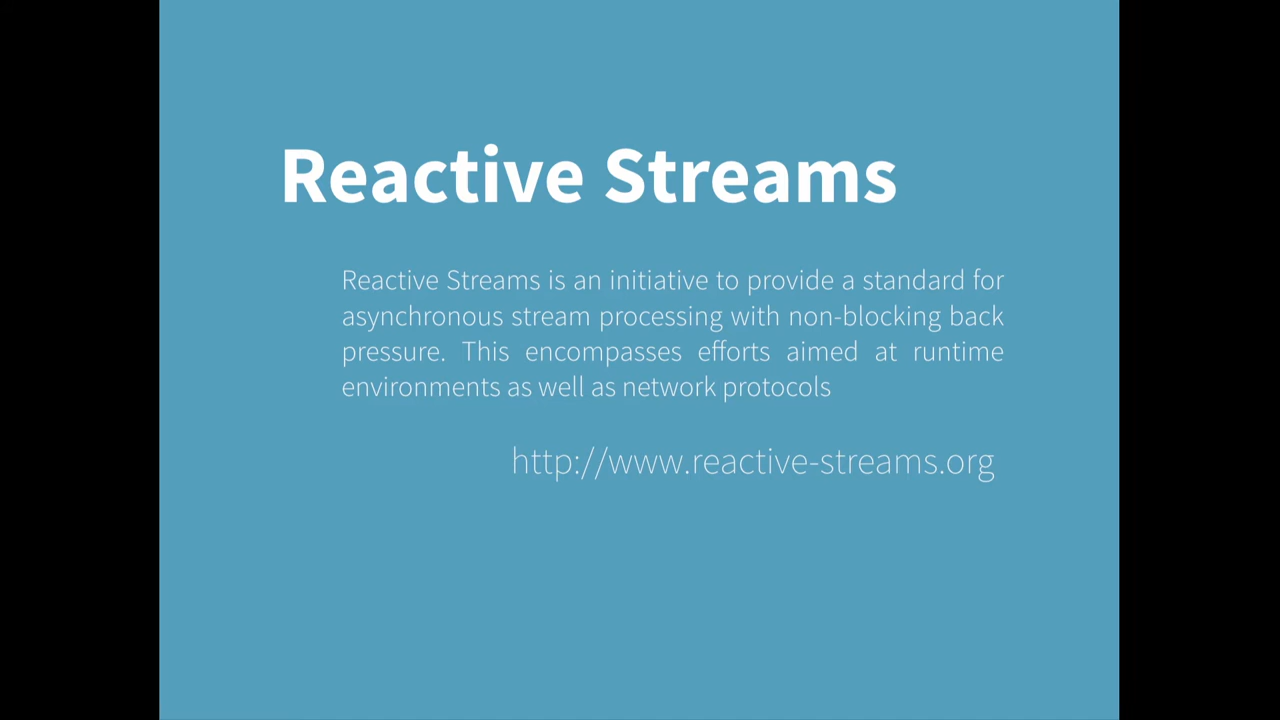 Reactive Streams
Reactive Streams is an initiative to provide a standard for
asynchronous stream processing with non-blocking back
pressure. This encompasses efforts aimed at runtime
environments as well as network protocols
http://www.reactive-streams.org